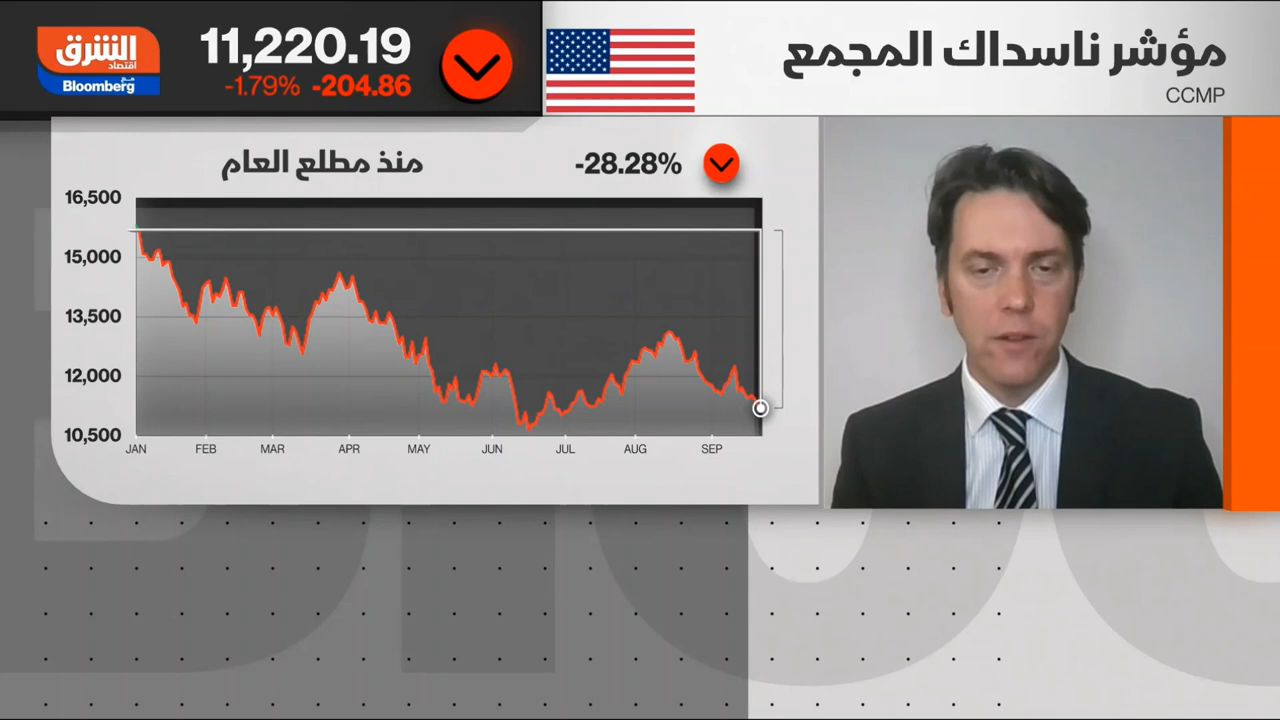 الشرق
اقتصاد
مع
Bloomberg
11,220.19
-1.79% -204.86
مؤشر ناسداك المجمع
CCMP
منذ مطلع العام
-28.28%
16,500
15,000
13,500
12,000
10,500
JAN FEB MAR APR MAY JUN JUL AUG SEP